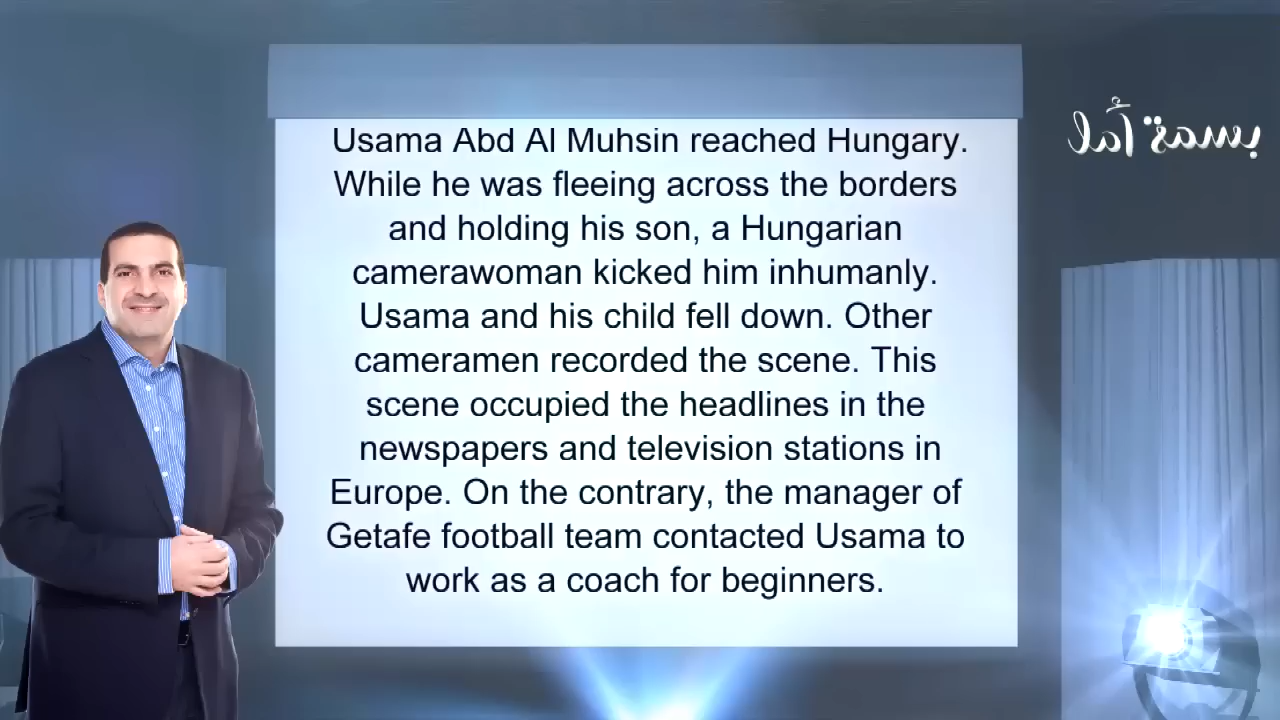 بسمة أمل
Usama Abd Al Muhsin reached Hungary.
While he was fleeing across the borders
and holding his son, a Hungarian
camerawoman kicked him inhumanly.
Usama and his child fell down. Other
cameramen recorded the scene. This
scene occupied the headlines in the
newspapers and television stations in
Europe. On the contrary, the manager of
Getafe football team contacted Usama to
work as a coach for beginners.